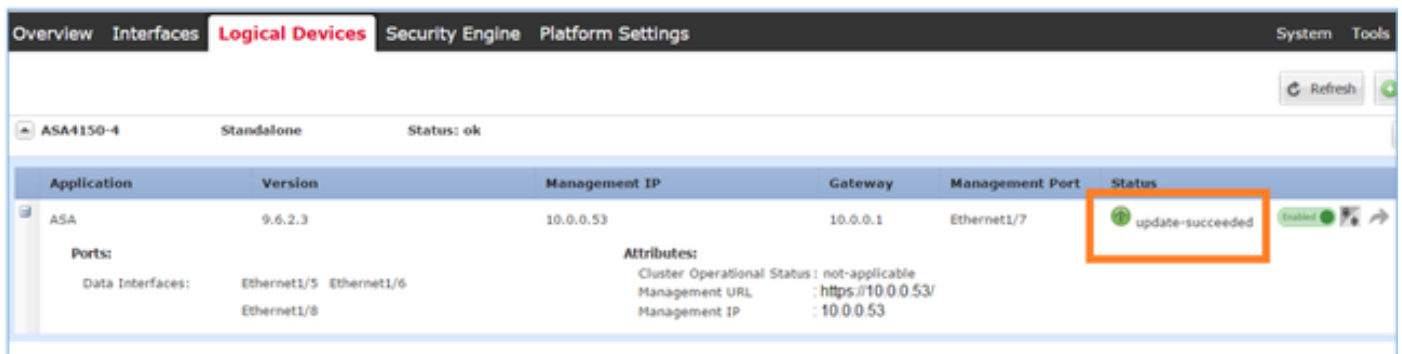 Overview Interfaces Logical Devices Security Engine Platform Settings System Tools
Refresh
ASA4150-4 Standalone Status: ok
Application Version Management IP Gateway Management Port Status
ASA 9.6.2.3 10.0.0.53 10.0.0.1 Ethernet1/7 update-succeeded Enabled
Ports: Attributes:
Data Interfaces: Ethernet1/5 Ethernet1/6 Cluster Operational Status : not-applicable
Management URL : https://10.0.0.53/
Ethernet1/8 Management IP : 10.0.0.53